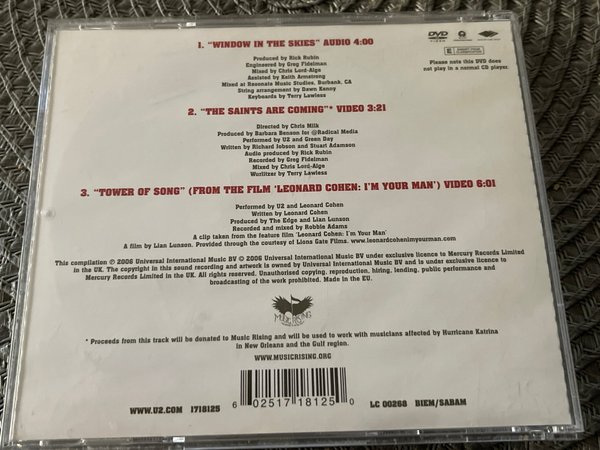 1. "WINDOW IN THE SKIES" AUDIO 4:00
Produced by Rick Rubin
Engineered by Greg Fidelman
Mixed by Chris Lord-Alge
Assisted by Keith Armstrong
Mixed at Resonate Music Studios, Burbank, CA
String arrangement by Dawn Kenny
Keyboards by Terry Lawless
DVD
VIDEO
E
Please note this DVD does
not play in a normal CD player.
2. "THE SAINTS ARE COMING"* VIDEO 3:21
Directed by Chris Milk
Produced by Barbara Benson for @Radical Media
Performed by U2 and Green Day
Written by Richard Jobson and Stuart Adamson
Audio produced by Rick Rubin
Recorded by Greg Fidelman
Mixed by Chris Lord-Alge
Wurlitzer by Terry Lawless
3. "TOWER OF SONG" (FROM THE FILM 'LEONARD COHEN: I'M YOUR MAN') VIDEO 6:01
Performed by U2 and Leonard Cohen
Written by Leonard Cohen
Produced by The Edge and Lian Lunson
Recorded and mixed by Robbie Adams
A clip taken from the feature film 'Leonard Cohen: I'm Your Man'
A film by Lian Lunson. Provided through the courtesy of Lions Gate Films. www.leonardcohenimyourman.com
This compilation ℗ 2006 Universal International Music BV © 2006 Universal International Music BV under exclusive licence to Mercury Records Limited
in the UK. The copyright in this sound recording and artwork is owned by Universal International Music BV and is under exclusive licence to
Mercury Records Limited in the UK. All rights reserved. Unauthorised copying, reproduction, hiring, lending, public performance and
broadcasting of the work prohibited. Made in the EU.
MUSIC RISING
* Proceeds from this track will be donated to Music Rising and will be used to work with musicians affected by Hurricane Katrina
in New Orleans and the Gulf region.
WWW.MUSICRISING.ORG
WWW.U2.COM 1718125
6 02517 18125 0
LC 00268 BIEM/SABAM